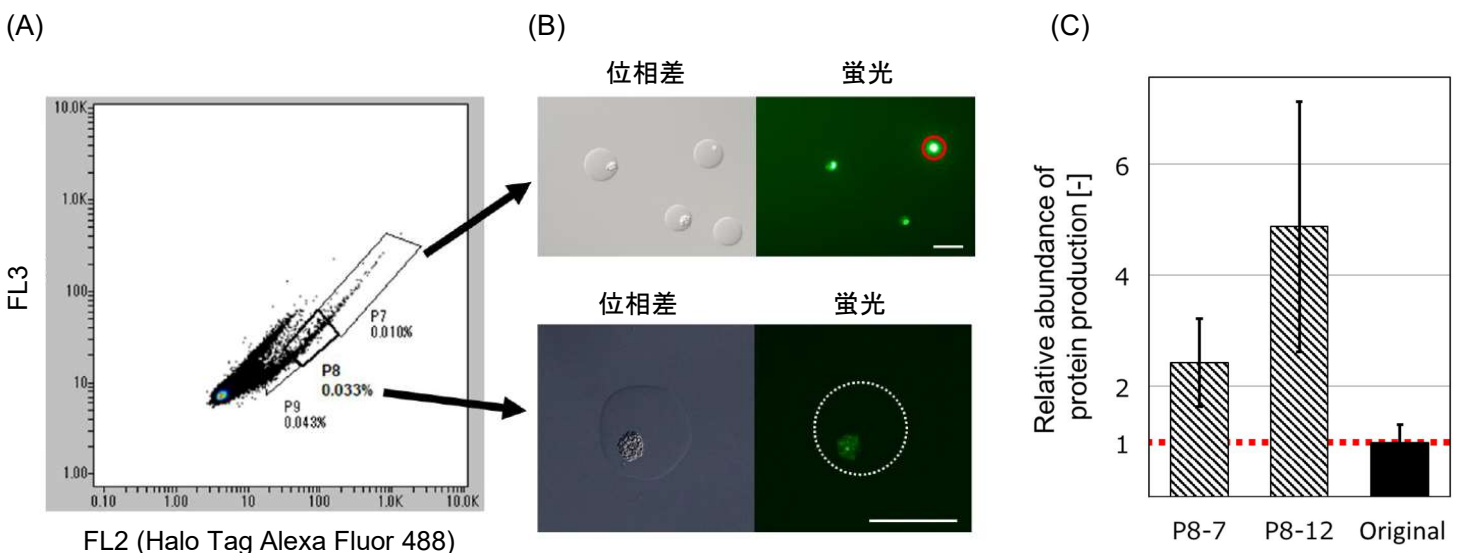 (A)
10.0K
1.0K
100
10
1.00
0.10
1.00
10
100
1.0K
10.0K
FL3
FL2 (Halo Tag Alexa Fluor 488)
P7
0.010%
P8
0.033%
P9
0.043%
(B)
位相差
蛍光
位相差
蛍光
(C)
Relative abundance of
protein production [-]
6
4
2
1
P8-7
P8-12
Original